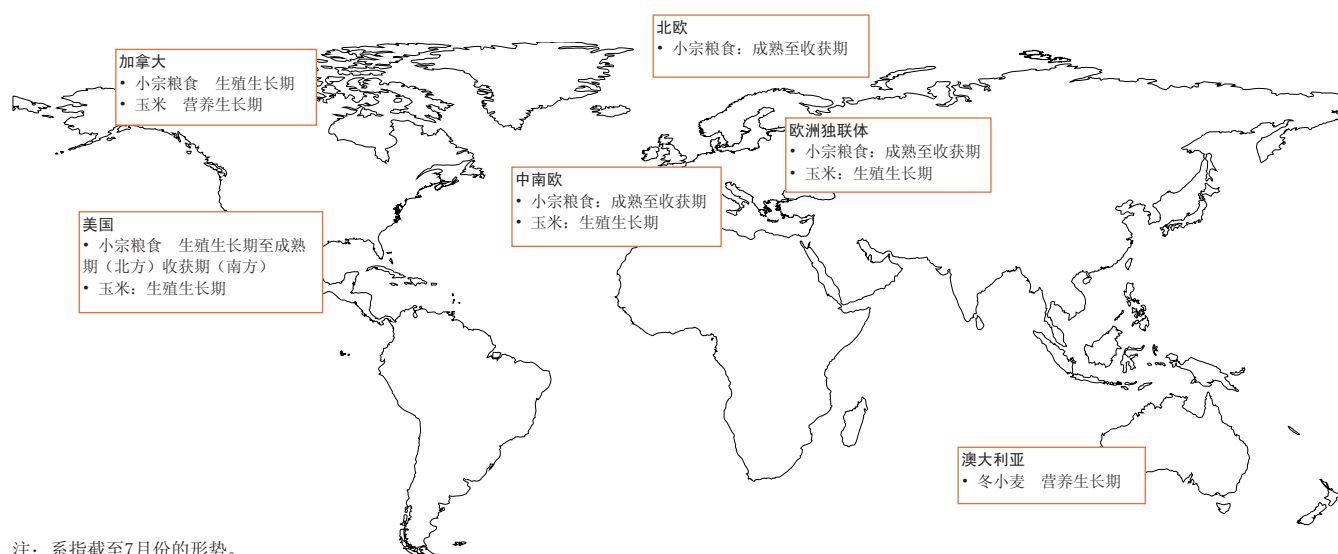 北欧
• 小宗粮食：成熟至收获期
加拿大
• 小宗粮食　生殖生长期
• 玉米　营养生长期
欧洲独联体
• 小宗粮食：成熟至收获期
• 玉米：生殖生长期
中南欧
• 小宗粮食：成熟至收获期
• 玉米：生殖生长期
美国
• 小宗粮食　生殖生长期至成熟
期（北方）收获期（南方）
• 玉米：生殖生长期
澳大利亚
• 冬小麦　营养生长期
注：系指截至7月份的形势。